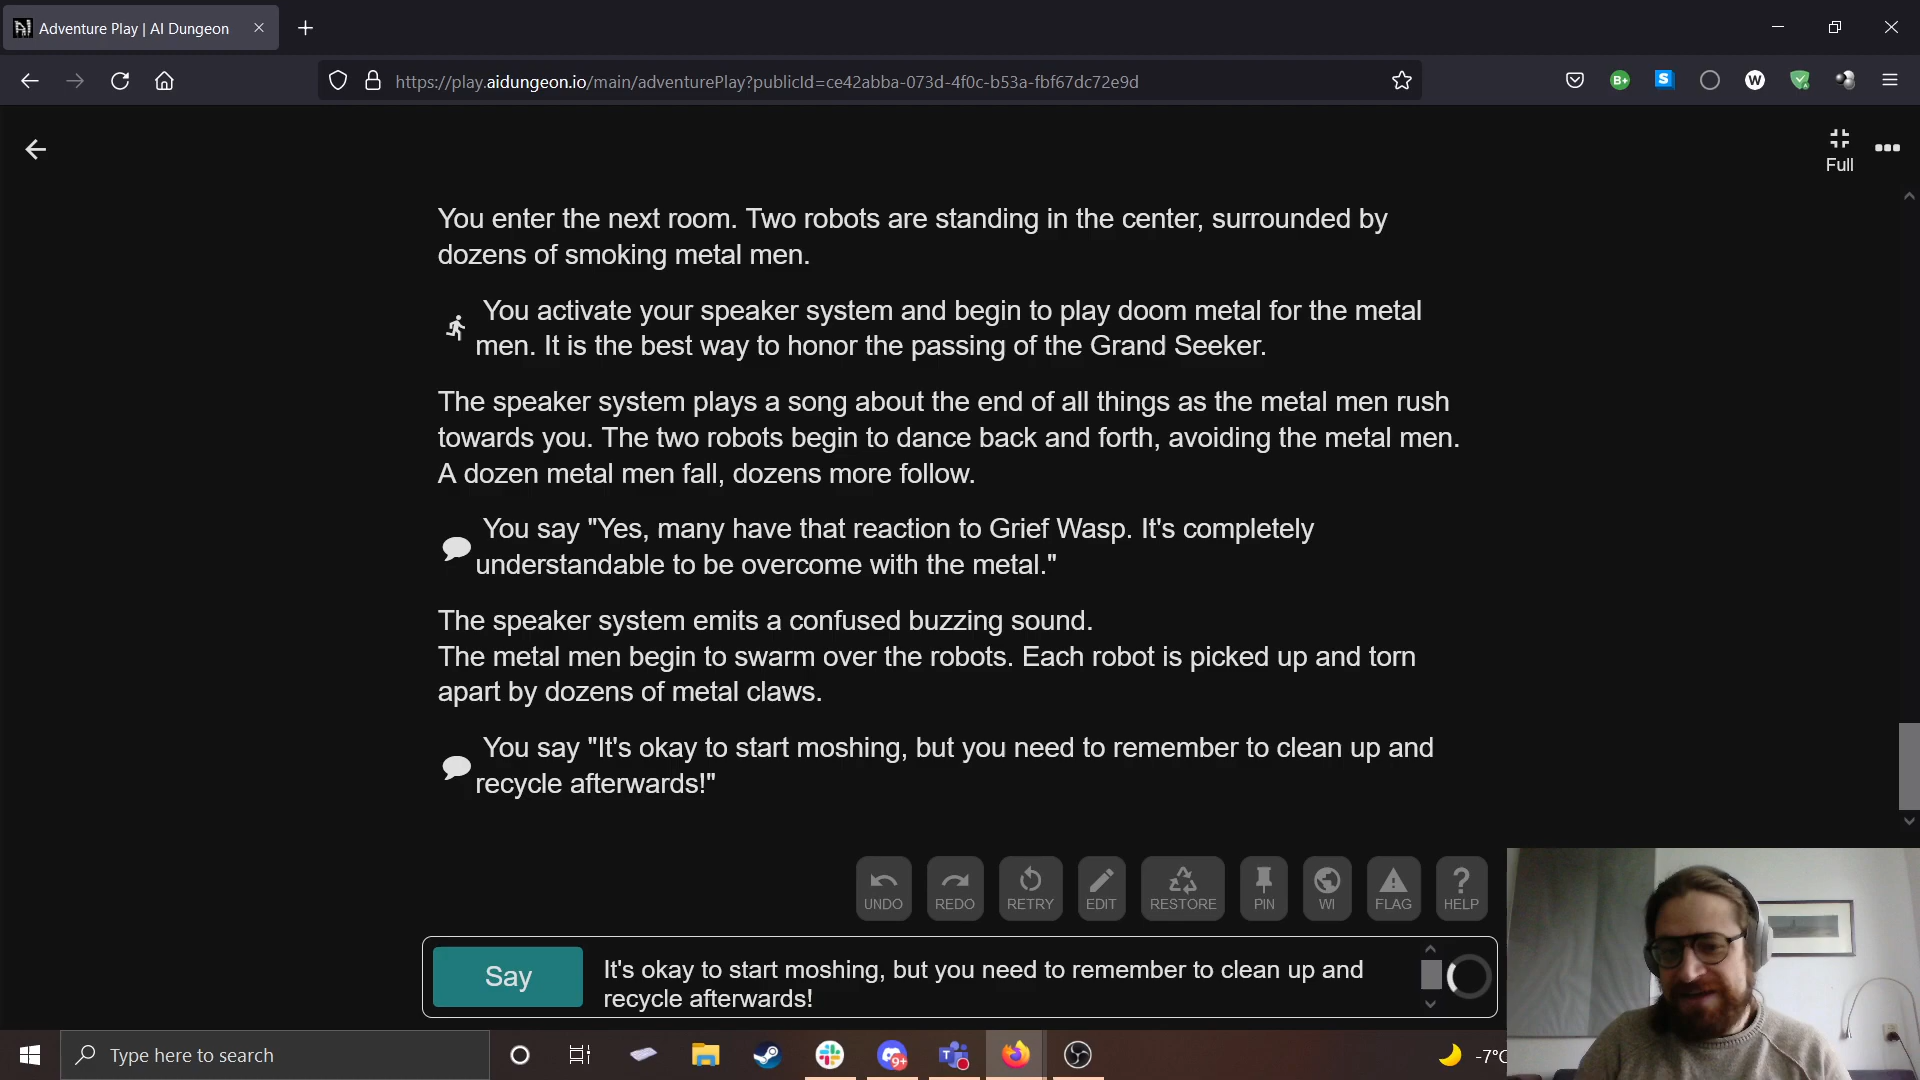 Adventure Play | AI Dungeon
https://play.aidungeon.io/main/adventurePlay?publicId=ce42abba-073d-4f0c-b53a-fbf67dc72e9d
Full
You enter the next room. Two robots are standing in the center, surrounded by
dozens of smoking metal men.
You activate your speaker system and begin to play doom metal for the metal
men. It is the best way to honor the passing of the Grand Seeker.
The speaker system plays a song about the end of all things as the metal men rush
towards you. The two robots begin to dance back and forth, avoiding the metal men.
A dozen metal men fall, dozens more follow.
You say "Yes, many have that reaction to Grief Wasp. It's completely
understandable to be overcome with the metal."
The speaker system emits a confused buzzing sound.
The metal men begin to swarm over the robots. Each robot is picked up and torn
apart by dozens of metal claws.
You say "It's okay to start moshing, but you need to remember to clean up and
recycle afterwards!"
UNDO REDO RETRY EDIT RESTORE PIN WI FLAG HELP
Say
It's okay to start moshing, but you need to remember to clean up and
recycle afterwards!
Type here to search
9+
-7°C